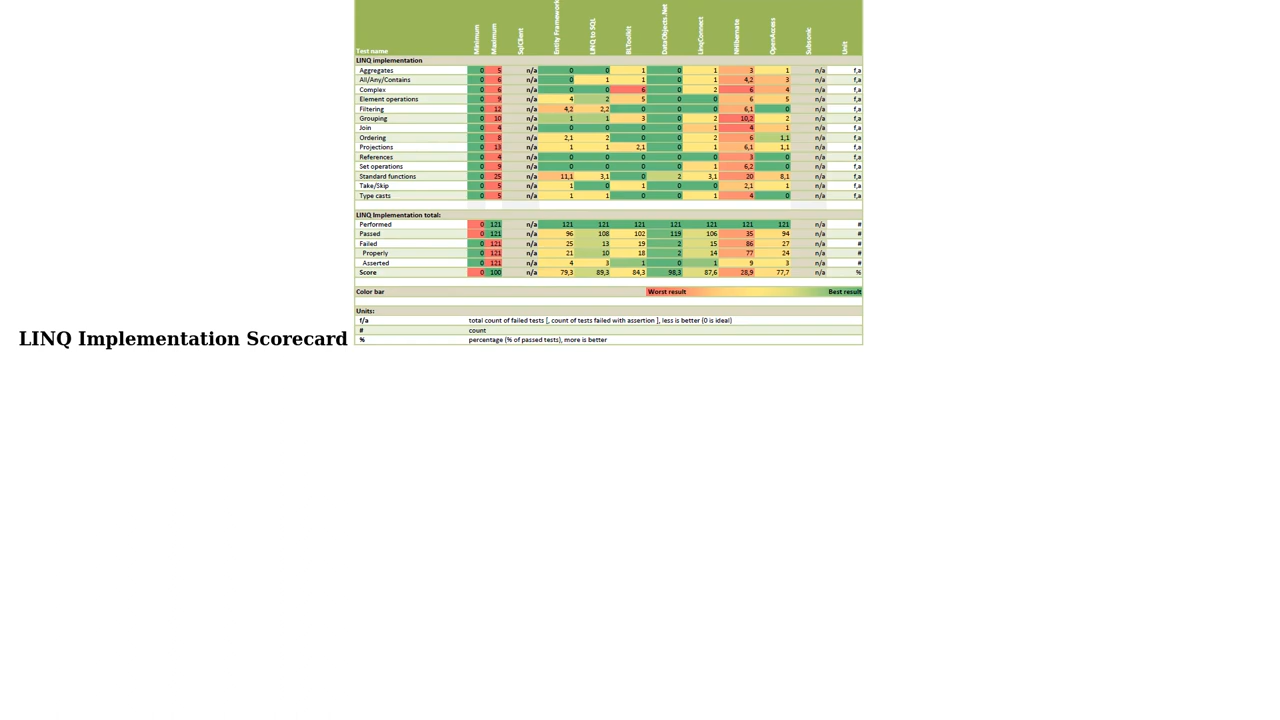 Test name Minimum Maximum SqlClient Entity Framework LINQ to SQL BLToolkit DataObjects.Net LinqConnect NHibernate OpenAccess Subsonic Unit
LINQ implementation
Aggregates 0 5 n/a 0 0 1 0 1 3 1 n/a f,a
All/Any/Contains 0 6 n/a 0 1 1 0 1 4,2 3 n/a f,a
Complex 0 6 n/a 0 0 6 0 2 6 4 n/a f,a
Element operations 0 9 n/a 4 2 5 0 0 6 5 n/a f,a
Filtering 0 12 n/a 4,2 2,2 0 0 0 6,1 0 n/a f,a
Grouping 0 10 n/a 1 1 3 0 2 10,2 2 n/a f,a
Join 0 4 n/a 0 0 0 0 1 4 1 n/a f,a
Ordering 0 8 n/a 2,1 2 0 0 2 6 1,1 n/a f,a
Projections 0 13 n/a 1 1 2,1 0 1 6,1 1,1 n/a f,a
References 0 4 n/a 0 0 0 0 0 3 0 n/a f,a
Set operations 0 9 n/a 0 0 0 0 1 6,2 0 n/a f,a
Standard functions 0 25 n/a 11,1 3,1 0 2 3,1 20 8,1 n/a f,a
Take/Skip 0 5 n/a 1 0 1 0 0 2,1 1 n/a f,a
Type casts 0 5 n/a 1 1 0 0 1 4 0 n/a f,a
LINQ Implementation total:
Performed 0 121 n/a 121 121 121 121 121 121 121 n/a #
Passed 0 121 n/a 96 108 102 119 106 35 94 n/a #
Failed 0 121 n/a 25 13 19 2 15 86 27 n/a #
Properly 0 121 n/a 21 10 18 2 14 77 24 n/a #
Asserted 0 121 n/a 4 3 1 0 1 9 3 n/a #
Score 0 100 n/a 79,3 89,3 84,3 98,3 87,6 28,9 77,7 n/a %
Color bar Worst result Best result
Units:
f/a total count of failed tests [, count of tests failed with assertion ], less is better (0 is ideal)
# count
% percentage (% of passed tests), more is better
LINQ Implementation Scorecard